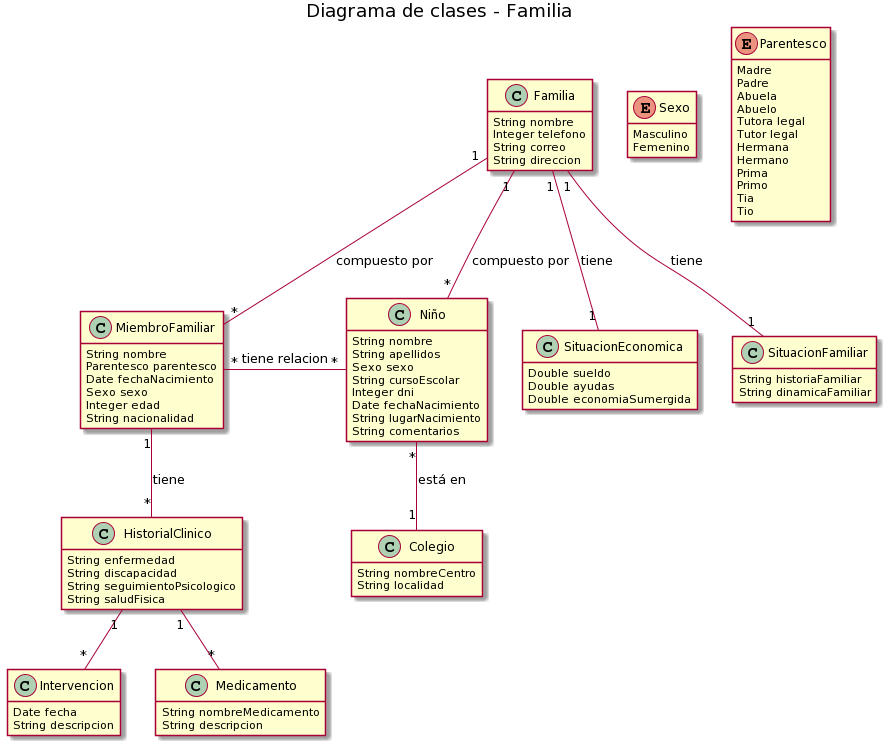 Diagrama de clases - Familia
E Parentesco
Madre
Padre
Abuela
Abuelo
Tutora legal
Tutor legal
Hermana
Hermano
Prima
Primo
Tia
Tio
C Familia
String nombre
Integer telefono
String correo
String direccion
E Sexo
Masculino
Femenino
1
1
1
1
compuesto por
compuesto por
tiene
tiene
*
*
1
1
C MiembroFamiliar
String nombre
Parentesco parentesco
Date fechaNacimiento
Sexo sexo
Integer edad
String nacionalidad
* tiene relacion *
C Niño
String nombre
String apellidos
Sexo sexo
String cursoEscolar
Integer dni
Date fechaNacimiento
String lugarNacimiento
String comentarios
C SituacionEconomica
Double sueldo
Double ayudas
Double economiaSumergida
C SituacionFamiliar
String historiaFamiliar
String dinamicaFamiliar
1
tiene
*
*
está en
1
C HistorialClinico
String enfermedad
String discapacidad
String seguimientoPsicologico
String saludFisica
C Colegio
String nombreCentro
String localidad
1
1
*
*
C Intervencion
Date fecha
String descripcion
C Medicamento
String nombreMedicamento
String descripcion